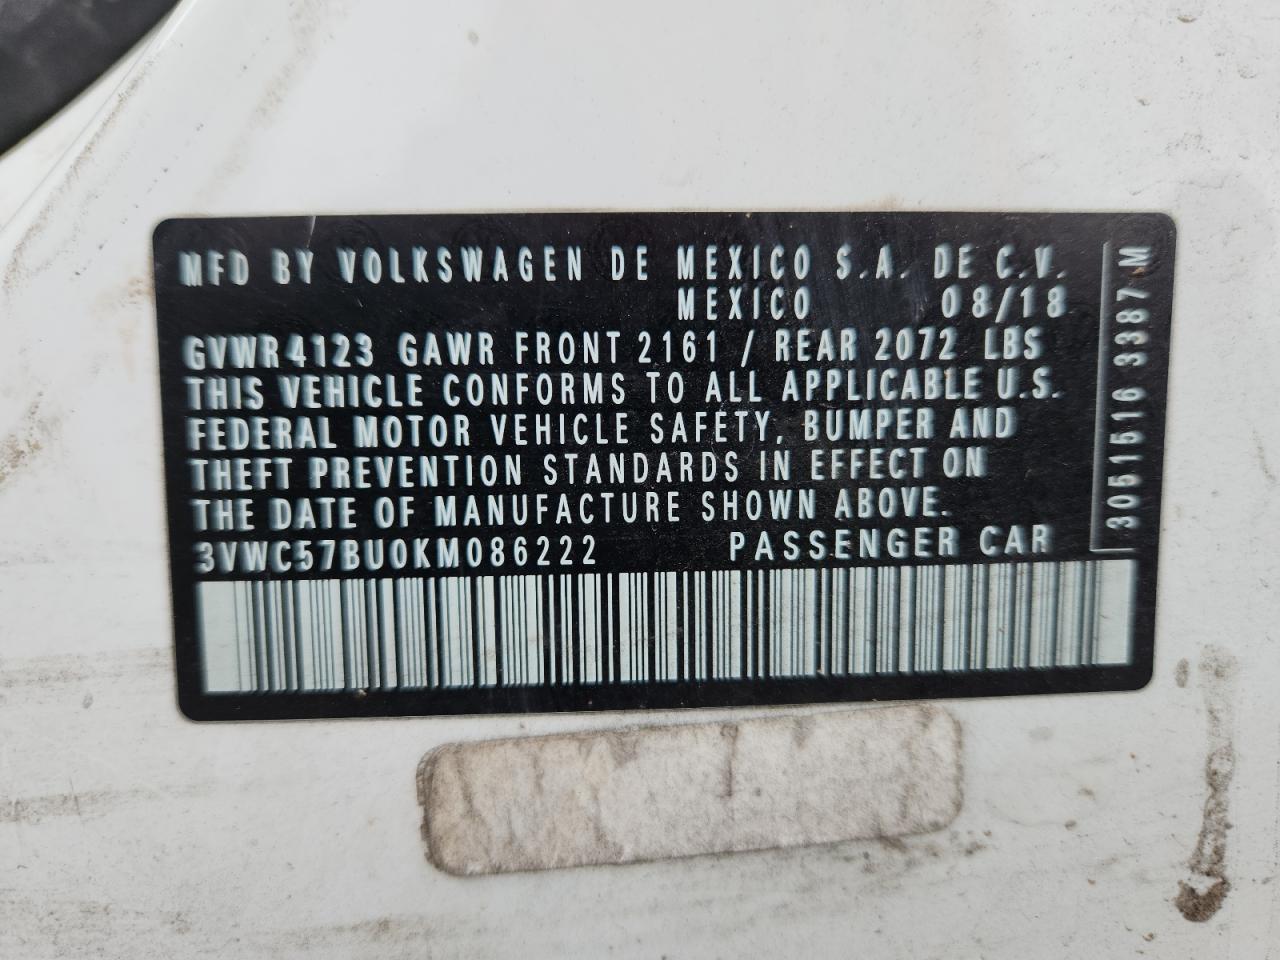 MFD BY VOLKSWAGEN DE MEXICO S.A. DE C.V.
MEXICO 08/18
GVWR 4123 GAWR FRONT 2161 / REAR 2072 LBS
THIS VEHICLE CONFORMS TO ALL APPLICABLE U.S.
FEDERAL MOTOR VEHICLE SAFETY, BUMPER AND
THEFT PREVENTION STANDARDS IN EFFECT ON
THE DATE OF MANUFACTURE SHOWN ABOVE.
3VWC57BU0KM086222 PASSENGER CAR
3051516 3387 M